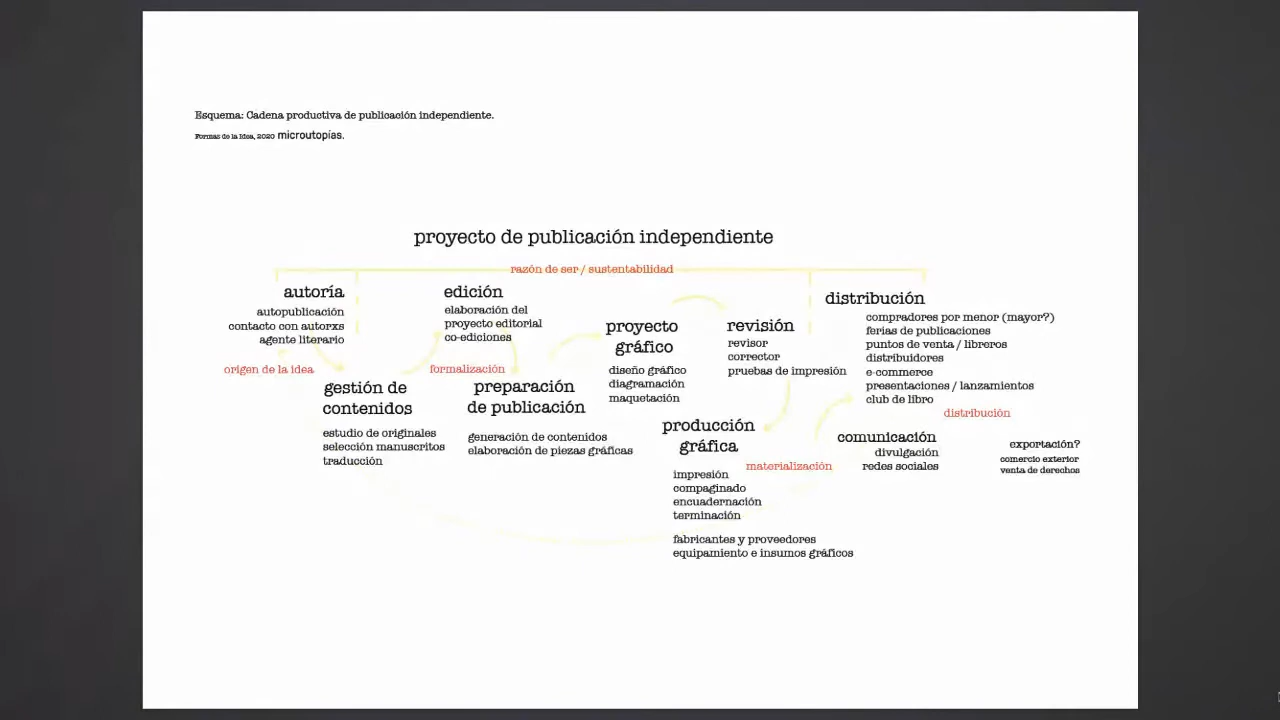 Esquema: Cadena productiva de publicación independiente.
Formas de la Idea, 2020 microutopías.
proyecto de publicación independiente
razón de ser / sustentabilidad
autoría
autopublicación
contacto con autorxs
agente literario
origen de la idea
gestión de
contenidos
estudio de originales
selección manuscritos
traducción
edición
elaboración del
proyecto editorial
co-ediciones
formalización
preparación
de publicación
generación de contenidos
elaboración de piezas gráficas
proyecto
gráfico
diseño gráfico
diagramación
maquetación
revisión
revisor
corrector
pruebas de impresión
producción
gráfica
materialización
impresión
compaginado
encuadernación
terminación
fabricantes y proveedores
equipamiento e insumos gráficos
distribución
compradores por menor (mayor?)
ferias de publicaciones
puntos de venta / libreros
distribuidores
e-commerce
presentaciones / lanzamientos
club de libro
distribución
comunicación
divulgación
redes sociales
exportación?
comercio exterior
venta de derechos